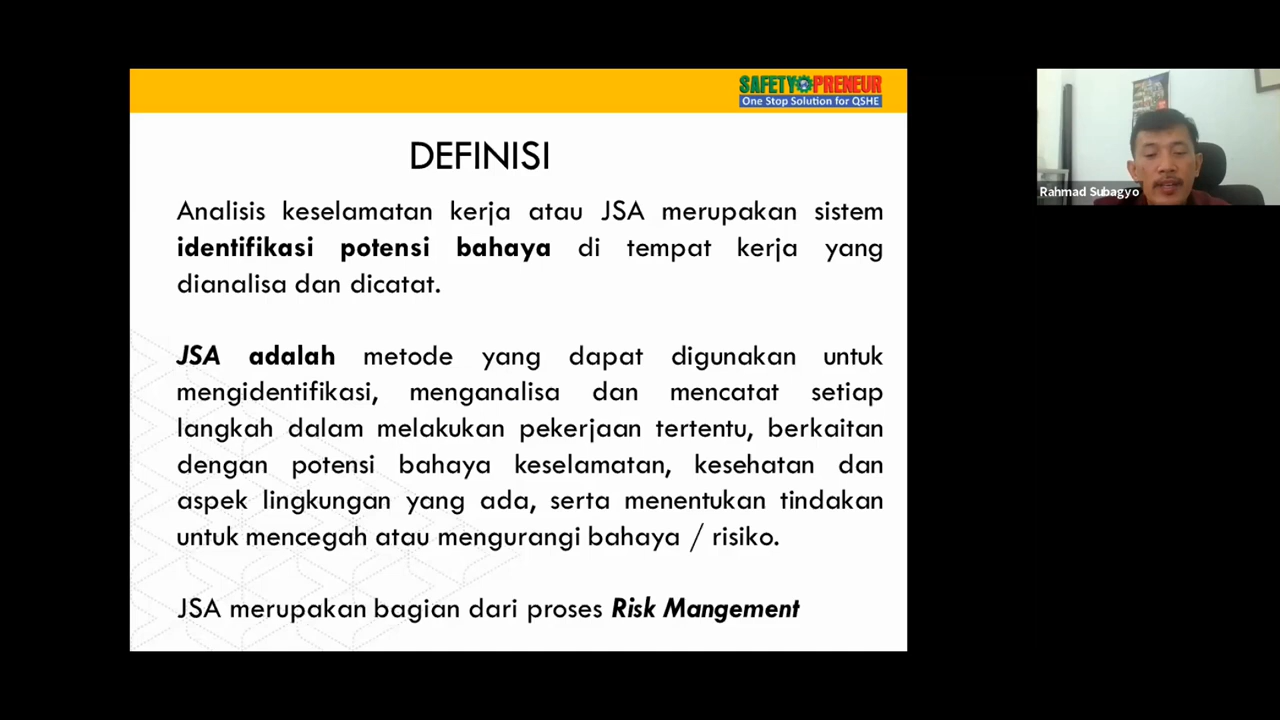 SAFETYPRENEUR
One Stop Solution for QSHE
DEFINISI
Analisis keselamatan kerja atau JSA merupakan sistem
identifikasi potensi bahaya di tempat kerja yang
dianalisa dan dicatat.
JSA adalah metode yang dapat digunakan untuk
mengidentifikasi, menganalisa dan mencatat setiap
langkah dalam melakukan pekerjaan tertentu, berkaitan
dengan potensi bahaya keselamatan, kesehatan dan
aspek lingkungan yang ada, serta menentukan tindakan
untuk mencegah atau mengurangi bahaya / risiko.
JSA merupakan bagian dari proses Risk Mangement
Rahmad Subagyo